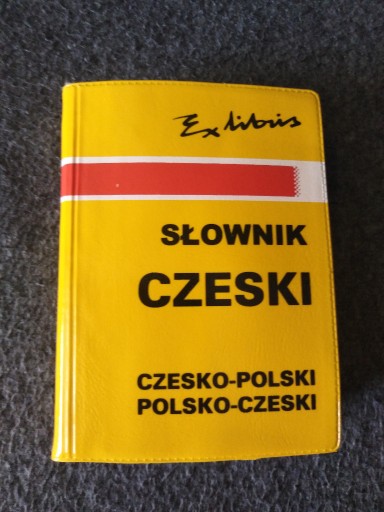 Ex libris
SŁOWNIK
CZESKI
CZESKO-POLSKI
POLSKO-CZESKI